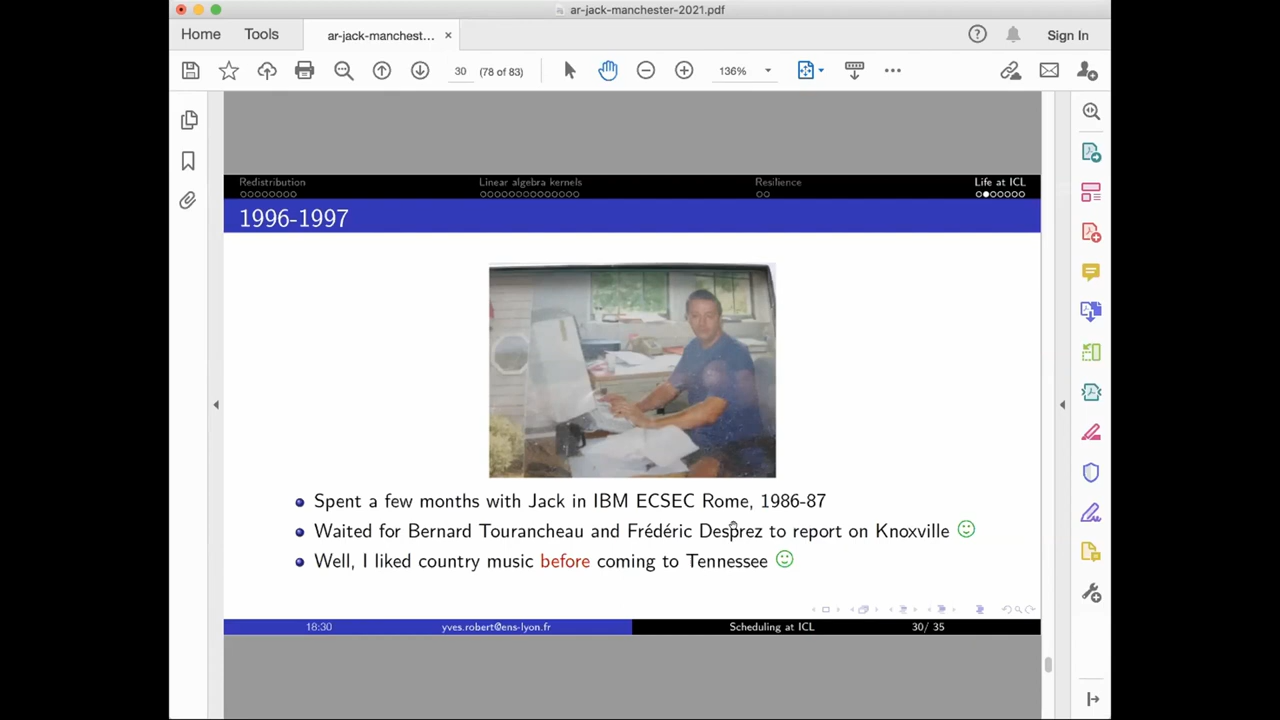 ar-jack-manchester-2021.pdf
Home Tools ar-jack-manchest... × Sign In
30 (78 of 83) 136%
Redistribution Linear algebra kernels Resilience Life at ICL
1996-1997
Spent a few months with Jack in IBM ECSEC Rome, 1986-87
Waited for Bernard Tourancheau and Frédéric Desprez to report on Knoxville
Well, I liked country music before coming to Tennessee
18:30 yves.robert@ens-lyon.fr Scheduling at ICL 30/ 35